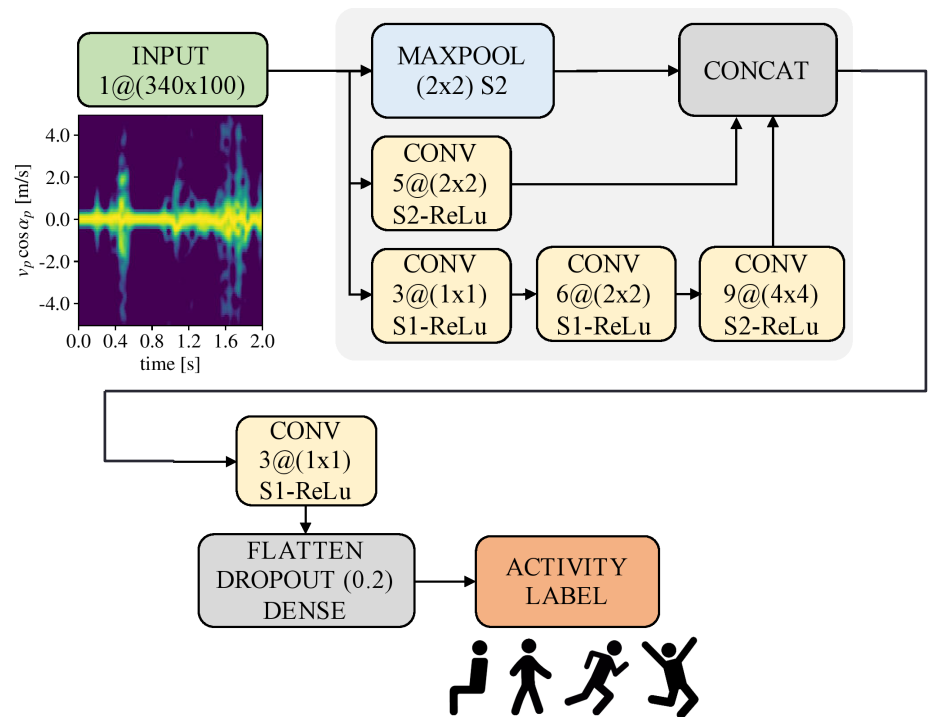 INPUT
1@(340x100)
MAXPOOL
(2x2) S2
CONCAT
CONV
5@(2x2)
S2-ReLu
CONV
3@(1x1)
S1-ReLu
CONV
6@(2x2)
S1-ReLu
CONV
9@(4x4)
S2-ReLu
v_p cos α_p [m/s]
4.0
2.0
0.0
-2.0
-4.0
0.0 0.4 0.8 1.2 1.6 2.0
time [s]
CONV
3@(1x1)
S1-ReLu
FLATTEN
DROPOUT (0.2)
DENSE
ACTIVITY
LABEL